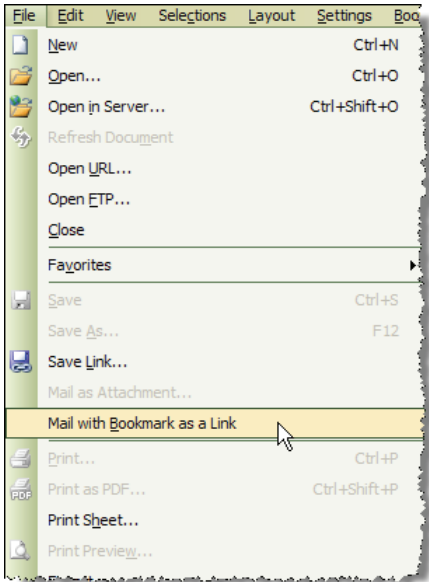 File Edit View Selections Layout Settings Boo
New Ctrl+N
Open... Ctrl+O
Open in Server... Ctrl+Shift+O
Refresh Document
Open URL...
Open FTP...
Close
Favorites
Save Ctrl+S
Save As... F12
Save Link...
Mail as Attachment...
Mail with Bookmark as a Link
Print... Ctrl+P
PDF Print as PDF... Ctrl+Shift+P
Print Sheet...
Print Preview...